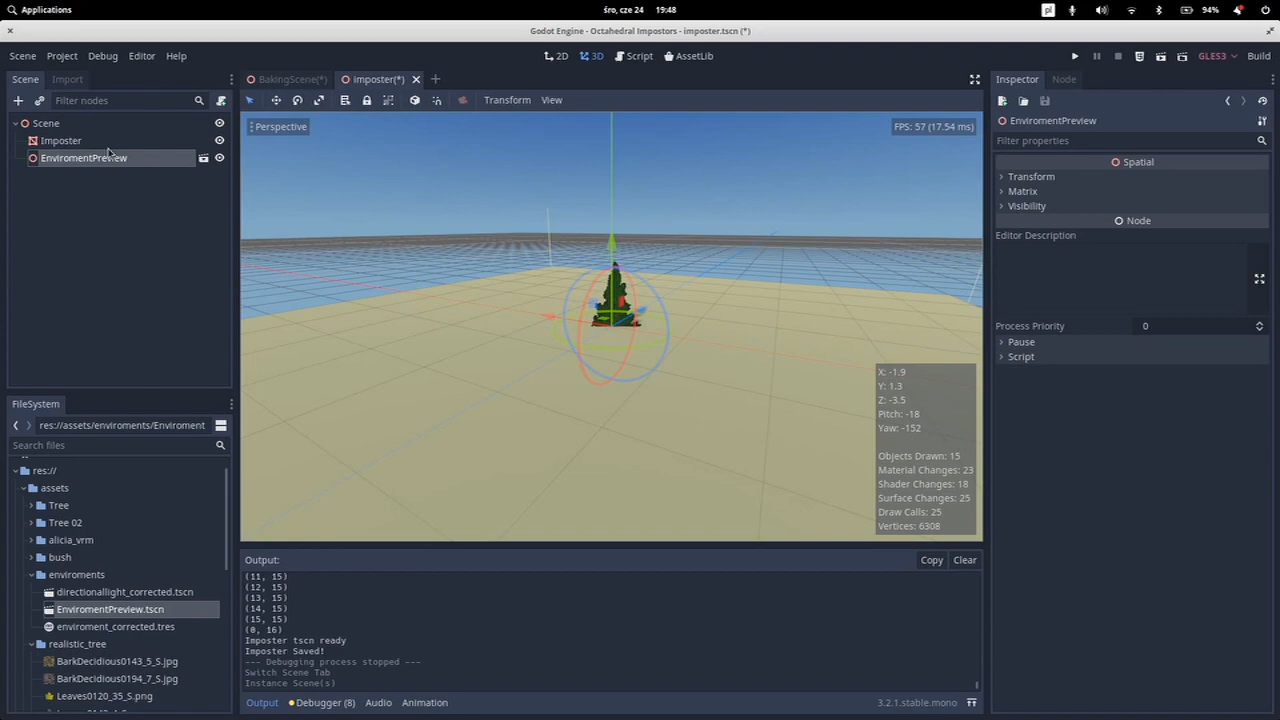 Applications
śro, cze 24 19:48
pl
94%
Godot Engine - Octahedral Impostors - imposter.tscn (*)
Scene Project Debug Editor Help
2D 3D Script AssetLib
GLES3 Build
Scene Import
BakingScene(*) imposter(*)
Inspector Node
Filter nodes
Transform View
EnviromentPreview
Filter properties
Scene
Imposter
EnviromentPreview
Perspective
FPS: 57 (17.54 ms)
Spatial
Transform
Matrix
Visibility
Node
Editor Description
Process Priority 0
Pause
Script
X: -1.9
Y: 1.3
Z: -3.5
Pitch: -18
Yaw: -152
Objects Drawn: 15
Material Changes: 23
Shader Changes: 18
Surface Changes: 25
Draw Calls: 25
Vertices: 6308
FileSystem
res://assets/enviroments/Enviroment
Search files
res://
assets
Tree
Tree 02
alicia_vrm
bush
enviroments
directionallight_corrected.tscn
EnviromentPreview.tscn
enviroment_corrected.tres
realistic_tree
BarkDecidious0143_5_S.jpg
BarkDecidious0194_7_S.jpg
Leaves0120_35_S.png
Output:
Copy Clear
(11, 15)
(12, 15)
(13, 15)
(14, 15)
(15, 15)
(0, 16)
Imposter tscn ready
Imposter Saved!
--- Debugging process stopped ---
Switch Scene Tab
Instance Scene(s)
Output Debugger (8) Audio Animation
3.2.1.stable.mono